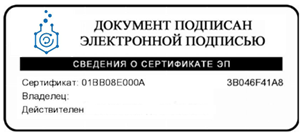 ДОКУМЕНТ ПОДПИСАН
ЭЛЕКТРОННОЙ ПОДПИСЬЮ
СВЕДЕНИЯ О СЕРТИФИКАТЕ ЭП
Сертификат: 01BB08E000A 3B046F41A8
Владелец:
Действителен